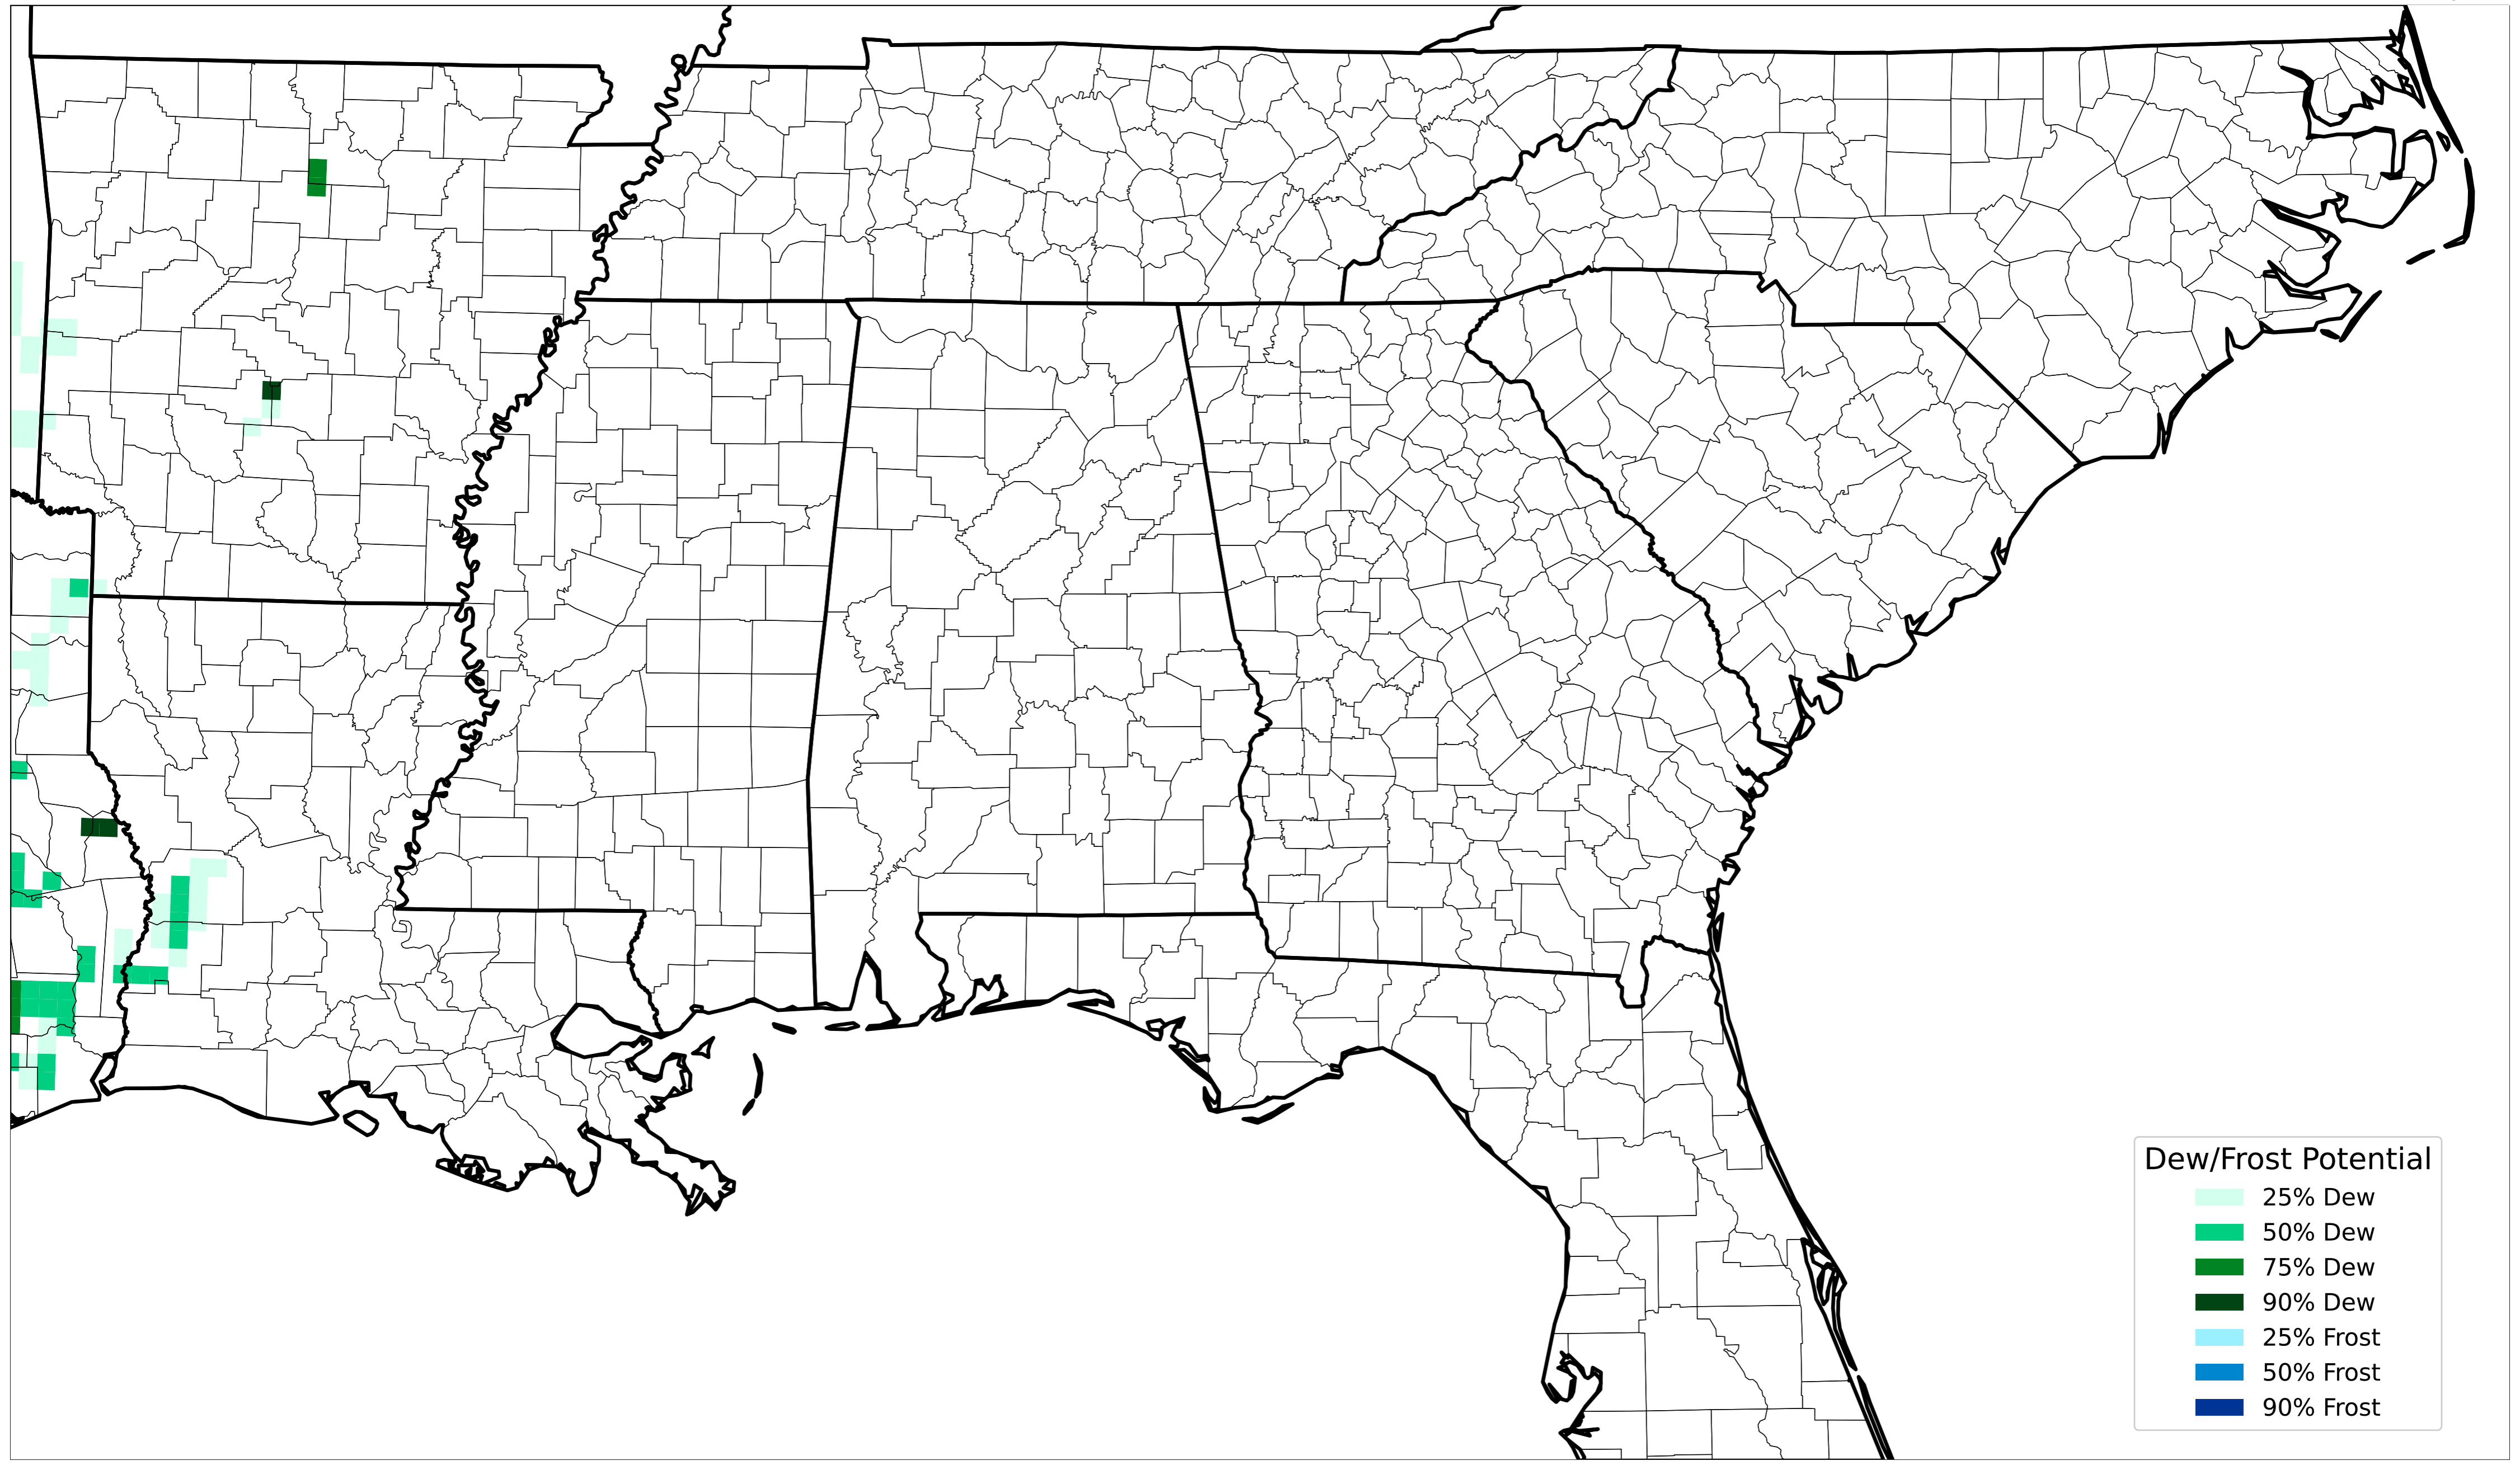 Dew/Frost Potential
25% Dew
50% Dew
75% Dew
90% Dew
25% Frost
50% Frost
90% Frost